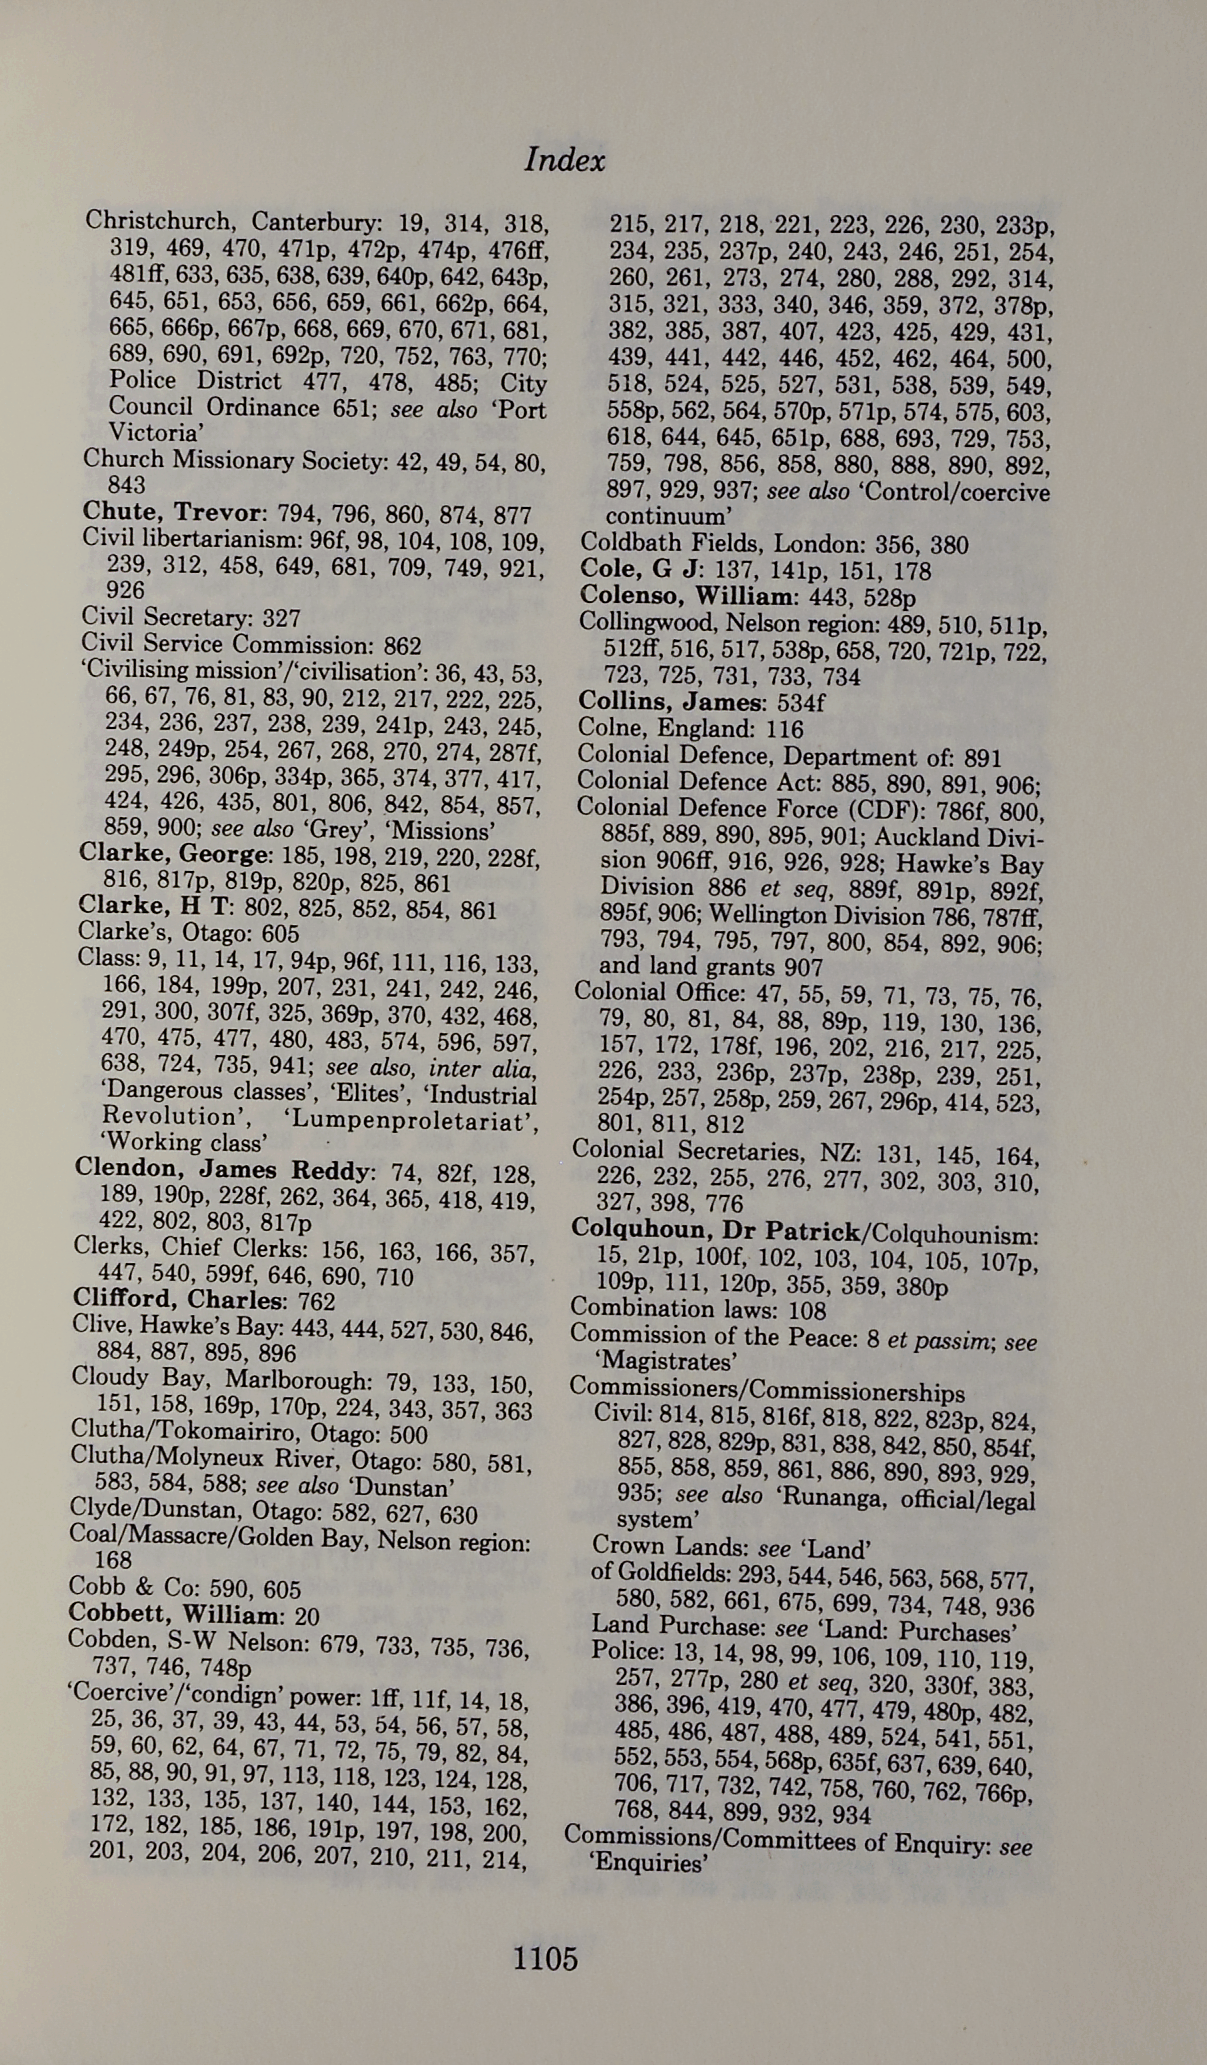 Index
Christchurch, Canterbury: 19, 314, 318,
319, 469, 470, 471p, 472p, 474p, 476ff,
481ff, 633, 635, 638, 639, 640p, 642, 643p,
645, 651, 653, 656, 659, 661, 662p, 664,
665, 666p, 667p, 668, 669, 670, 671, 681,
689, 690, 691, 692p, 720, 752, 763, 770;
Police District 477, 478, 485; City
Council Ordinance 651; see also ‘Port
Victoria’
Church Missionary Society: 42, 49, 54, 80,
843
Chute, Trevor: 794, 796, 860, 874, 877
Civil libertarianism: 96f, 98, 104, 108, 109,
239, 312, 458, 649, 681, 709, 749, 921,
926
Civil Secretary: 327
Civil Service Commission: 862
‘Civilising mission’/‘civilisation’: 36, 43, 53,
66, 67, 76, 81, 83, 90, 212, 217, 222, 225,
234, 236, 237, 238, 239, 241p, 243, 245,
248, 249p, 254, 267, 268, 270, 274, 287f,
295, 296, 306p, 334p, 365, 374, 377, 417,
424, 426, 435, 801, 806, 842, 854, 857,
859, 900; see also ‘Grey’, ‘Missions’
Clarke, George: 185, 198, 219, 220, 228f,
816, 817p, 819p, 820p, 825, 861
Clarke, H T: 802, 825, 852, 854, 861
Clarke’s, Otago: 605
Class: 9, 11, 14, 17, 94p, 96f, 111, 116, 133,
166, 184, 199p, 207, 231, 241, 242, 246,
291, 300, 307f, 325, 369p, 370, 432, 468,
470, 475, 477, 480, 483, 574, 596, 597,
638, 724, 735, 941; see also, inter alia,
‘Dangerous classes’, ‘Elites’, ‘Industrial
Revolution’, ‘Lumpenproletariat’,
‘Working class’
Clendon, James Reddy: 74, 82f, 128,
189, 190p, 228f, 262, 364, 365, 418, 419,
422, 802, 803, 817p
Clerks, Chief Clerks: 156, 163, 166, 357,
447, 540, 599f, 646, 690, 710
Clifford, Charles: 762
Clive, Hawke’s Bay: 443, 444, 527, 530, 846,
884, 887, 895, 896
Cloudy Bay, Marlborough: 79, 133, 150,
151, 158, 169p, 170p, 224, 343, 357, 363
Clutha/Tokomairiro, Otago: 500
Clutha/Molyneux River, Otago: 580, 581,
583, 584, 588; see also ‘Dunstan’
Clyde/Dunstan, Otago: 582, 627, 630
Coal/Massacre/Golden Bay, Nelson region:
168
Cobb & Co: 590, 605
Cobbett, William: 20
Cobden, S-W Nelson: 679, 733, 735, 736,
737, 746, 748p
‘Coercive’/‘condign’ power: 1ff, 11f, 14, 18,
25, 36, 37, 39, 43, 44, 53, 54, 56, 57, 58,
59, 60, 62, 64, 67, 71, 72, 75, 79, 82, 84,
85, 88, 90, 91, 97, 113, 118, 123, 124, 128,
132, 133, 135, 137, 140, 144, 153, 162,
172, 182, 185, 186, 191p, 197, 198, 200,
201, 203, 204, 206, 207, 210, 211, 214,
215, 217, 218, 221, 223, 226, 230, 233p,
234, 235, 237p, 240, 243, 246, 251, 254,
260, 261, 273, 274, 280, 288, 292, 314,
315, 321, 333, 340, 346, 359, 372, 378p,
382, 385, 387, 407, 423, 425, 429, 431,
439, 441, 442, 446, 452, 462, 464, 500,
518, 524, 525, 527, 531, 538, 539, 549,
558p, 562, 564, 570p, 571p, 574, 575, 603,
618, 644, 645, 651p, 688, 693, 729, 753,
759, 798, 856, 858, 880, 888, 890, 892,
897, 929, 937; see also ‘Control/coercive
continuum’
Coldbath Fields, London: 356, 380
Cole, G J: 137, 141p, 151, 178
Colenso, William: 443, 528p
Collingwood, Nelson region: 489, 510, 511p,
512ff, 516, 517, 538p, 658, 720, 721p, 722,
723, 725, 731, 733, 734
Collins, James: 534f
Colne, England: 116
Colonial Defence, Department of: 891
Colonial Defence Act: 885, 890, 891, 906;
Colonial Defence Force (CDF): 786f, 800,
885f, 889, 890, 895, 901; Auckland Divi-
sion 906ff, 916, 926, 928; Hawke’s Bay
Division 886 et seq, 889f, 891p, 892f,
895f, 906; Wellington Division 786, 787ff,
793, 794, 795, 797, 800, 854, 892, 906;
and land grants 907
Colonial Office: 47, 55, 59, 71, 73, 75, 76,
79, 80, 81, 84, 88, 89p, 119, 130, 136,
157, 172, 178f, 196, 202, 216, 217, 225,
226, 233, 236p, 237p, 238p, 239, 251,
254p, 257, 258p, 259, 267, 296p, 414, 523,
801, 811, 812
Colonial Secretaries, NZ: 131, 145, 164,
226, 232, 255, 276, 277, 302, 303, 310,
327, 398, 776
Colquhoun, Dr Patrick/Colquhounism:
15, 21p, 100f, 102, 103, 104, 105, 107p,
109p, 111, 120p, 355, 359, 380p
Combination laws: 108
Commission of the Peace: 8 et passim; see
‘Magistrates’
Commissioners/Commissionerships
Civil: 814, 815, 816f, 818, 822, 823p, 824,
827, 828, 829p, 831, 838, 842, 850, 854f,
855, 858, 859, 861, 886, 890, 893, 929,
935; see also ‘Runanga, official/legal
system’
Crown Lands: see ‘Land’
of Goldfields: 293, 544, 546, 563, 568, 577,
580, 582, 661, 675, 699, 734, 748, 936
Land Purchase: see ‘Land: Purchases’
Police: 13, 14, 98, 99, 106, 109, 110, 119,
257, 277p, 280 et seq, 320, 330f, 383,
386, 396, 419, 470, 477, 479, 480p, 482,
485, 486, 487, 488, 489, 524, 541, 551,
552, 553, 554, 568p, 635f, 637, 639, 640,
706, 717, 732, 742, 758, 760, 762, 766p,
768, 844, 899, 932, 934
Commissions/Committees of Enquiry: see
‘Enquiries’
1105